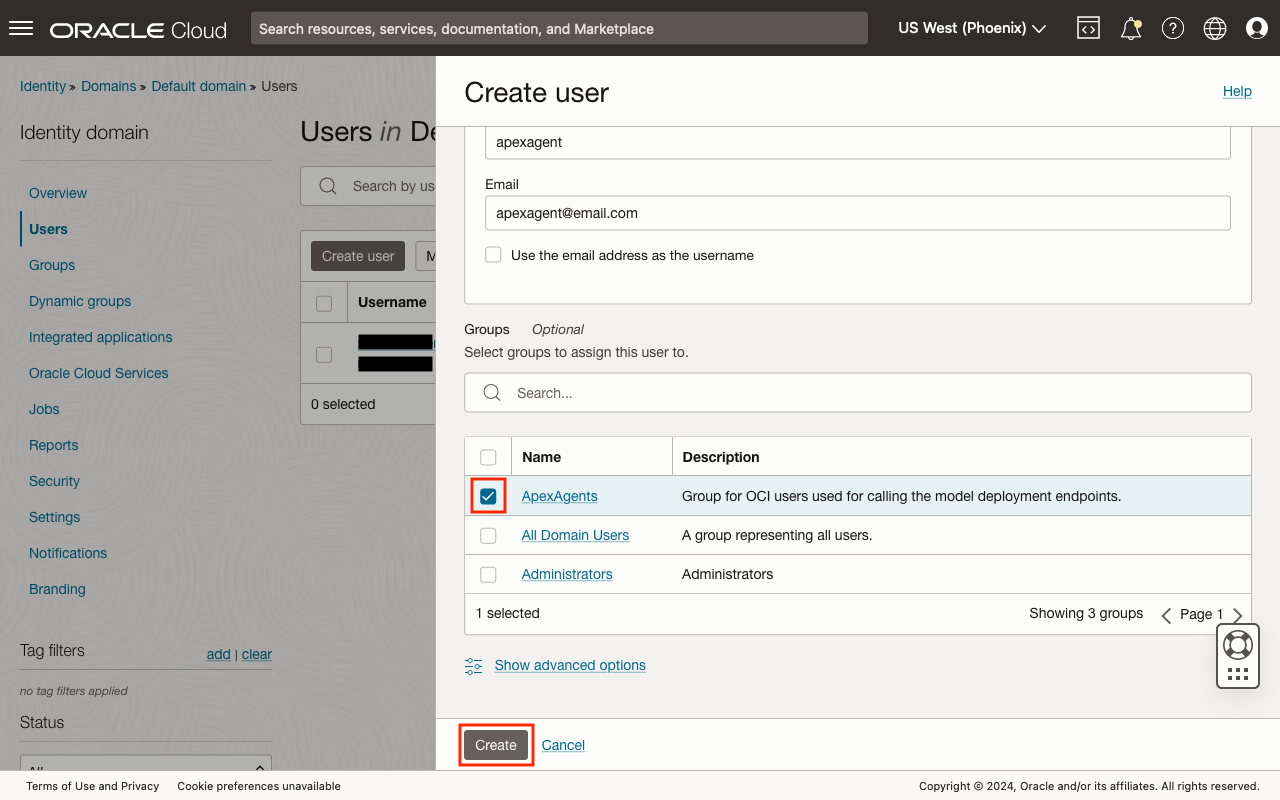 ORACLE Cloud
Search resources, services, documentation, and Marketplace
US West (Phoenix)
Identity » Domains » Default domain » Users
Identity domain
Overview
Users
Groups
Dynamic groups
Integrated applications
Oracle Cloud Services
Jobs
Reports
Security
Settings
Notifications
Branding
Tag filters
add | clear
no tag filters applied
Status
All
Users in De
Search by us
Create user
M
Username
0 selected
Create user
Help
apexagent
Email
apexagent@email.com
Use the email address as the username
Groups Optional
Select groups to assign this user to.
Search...
Name Description
ApexAgents Group for OCI users used for calling the model deployment endpoints.
All Domain Users A group representing all users.
Administrators Administrators
1 selected Showing 3 groups Page 1
Show advanced options
Create Cancel
Terms of Use and Privacy Cookie preferences unavailable
Copyright © 2024, Oracle and/or its affiliates. All rights reserved.